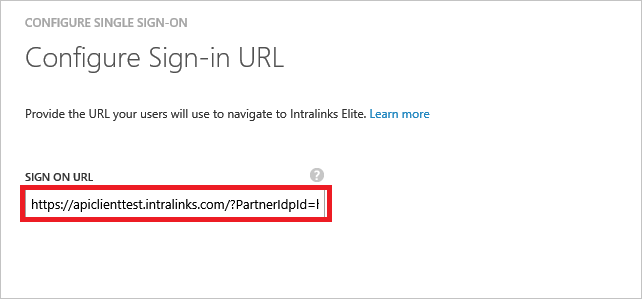 CONFIGURE SINGLE SIGN-ON
Configure Sign-in URL
Provide the URL your users will use to navigate to Intralinks Elite. Learn more
SIGN ON URL ?
https://apiclienttest.intralinks.com/?PartnerIdpId=